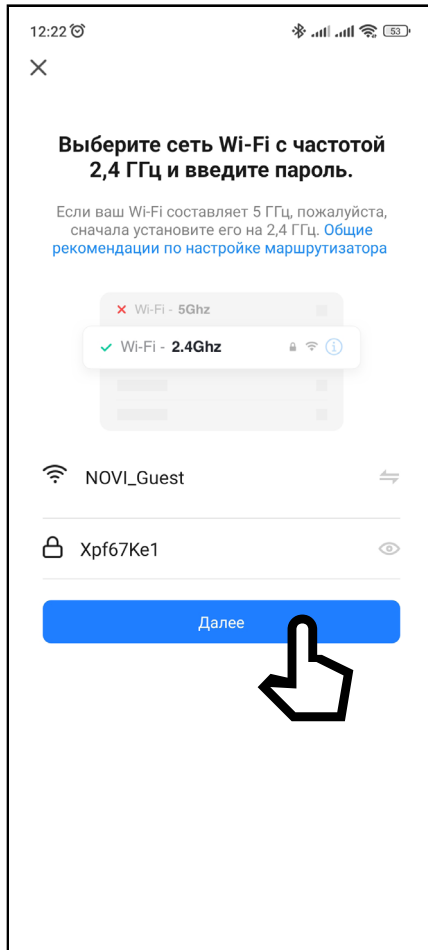 12:22
53
Выберите сеть Wi-Fi с частотой
2,4 ГГц и введите пароль.
Если ваш Wi-Fi составляет 5 ГГц, пожалуйста,
сначала установите его на 2,4 ГГц. Общие
рекомендации по настройке маршрутизатора
Wi-Fi - 5Ghz
Wi-Fi - 2.4Ghz
NOVI_Guest
Xpf67Ke1
Далее